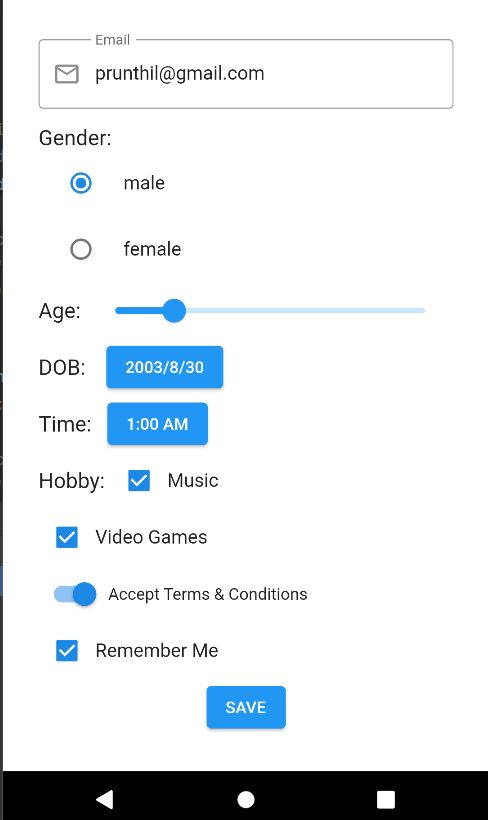 Email
prunthil@gmail.com
Gender:
male
female
Age:
DOB: 2003/8/30
Time: 1:00 AM
Hobby: Music
Video Games
Accept Terms & Conditions
Remember Me
SAVE